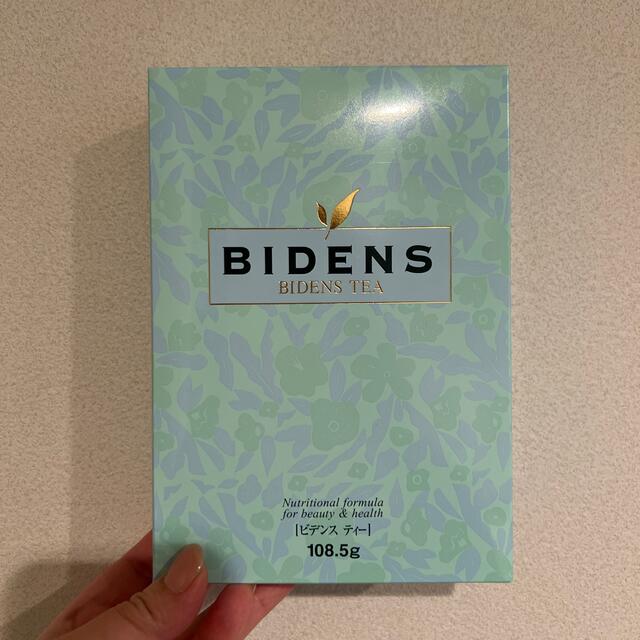 BIDENS
BIDENS TEA
Nutritional formula
for beauty & health
[ビデンス ティー]
108.5g